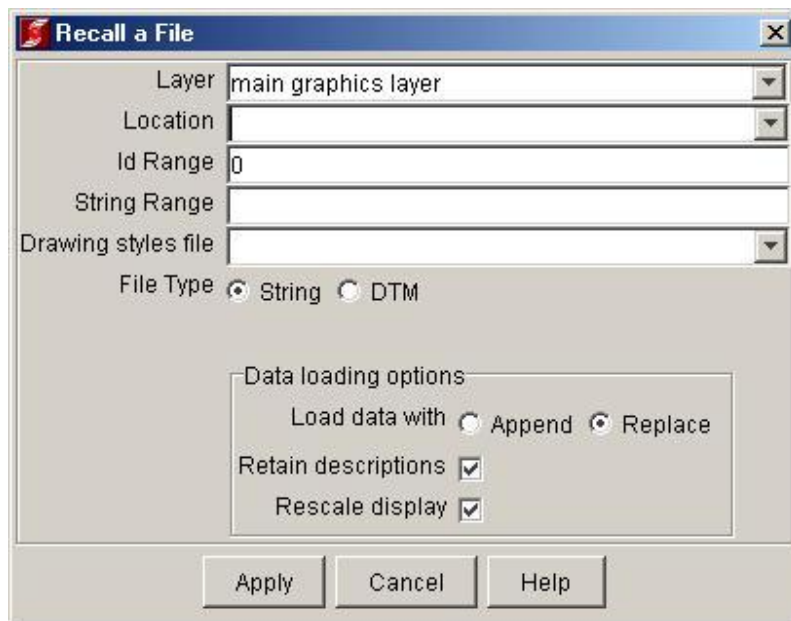 Recall a File
Layer main graphics layer
Location
Id Range 0
String Range
Drawing styles file
File Type String DTM
Data loading options
Load data with Append Replace
Retain descriptions
Rescale display
Apply Cancel Help